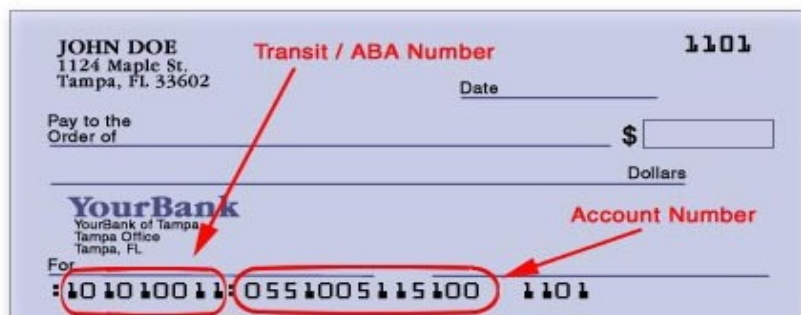 JOHN DOE
1124 Maple St.
Tampa, FL 33602
Transit / ABA Number
1101
Date
Pay to the
Order of
$
Dollars
YourBank
YourBank of Tampa
Tampa Office
Tampa, FL
Account Number
For
:101010011:0551005115100 1101